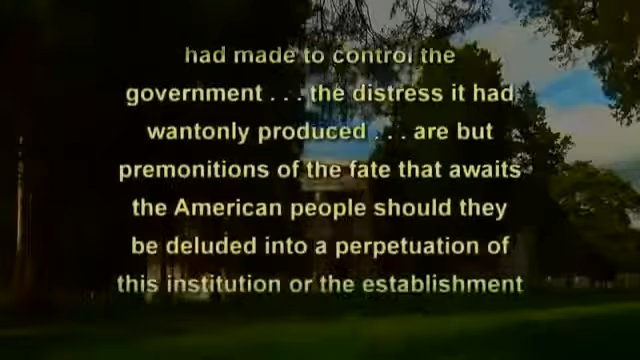 had made to control the
government . . . the distress it had
wantonly produced . . . are but
premonitions of the fate that awaits
the American people should they
be deluded into a perpetuation of
this institution or the establishment